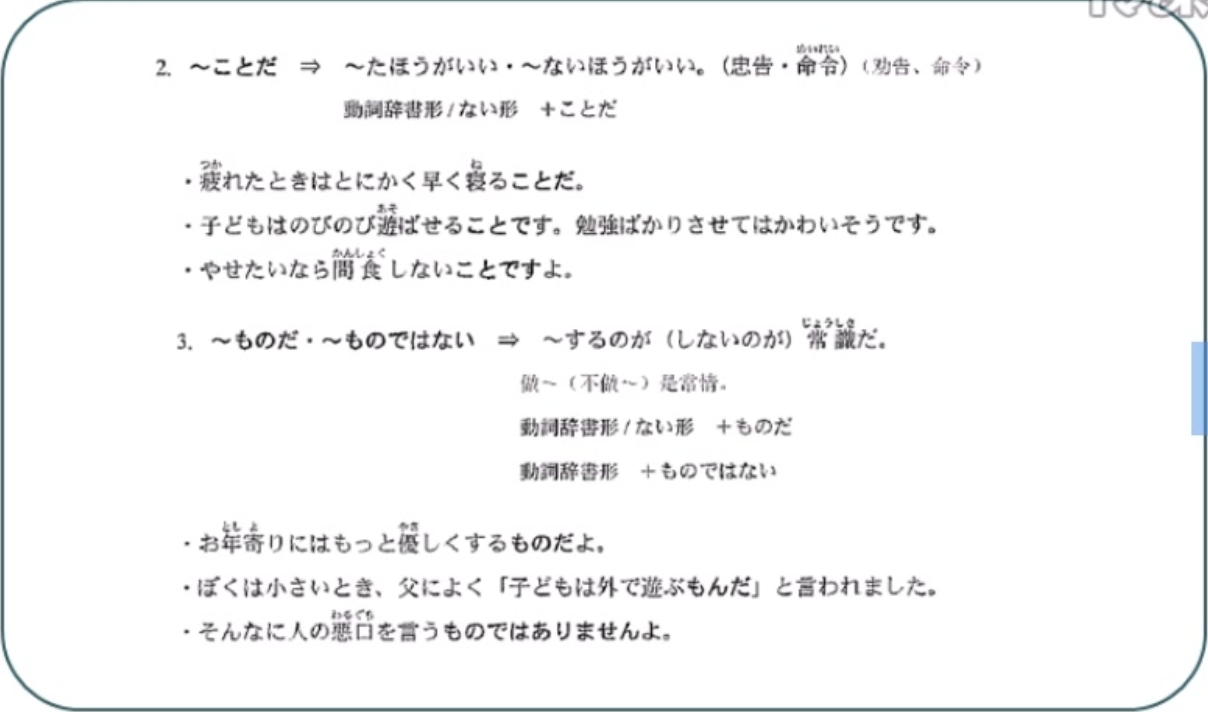 2. ～ことだ ⇒ ～たほうがいい・～ないほうがいい。(忠告・命令)（劝告、命令）
動詞辞書形/ない形 ＋ことだ
・疲れたときはとにかく早く寝ることだ。
・子どもはのびのび遊ばせることです。勉強ばかりさせてはかわいそうです。
・やせたいなら間食しないことですよ。
3. ～ものだ・～ものではない ⇒ ～するのが（しないのが）常識だ。
做～（不做～）是常情。
動詞辞書形/ない形 ＋ものだ
動詞辞書形 ＋ものではない
・お年寄りにはもっと優しくするものだよ。
・ぼくは小さいとき、父によく「子どもは外で遊ぶもんだ」と言われました。
・そんなに人の悪口を言うものではありませんよ。